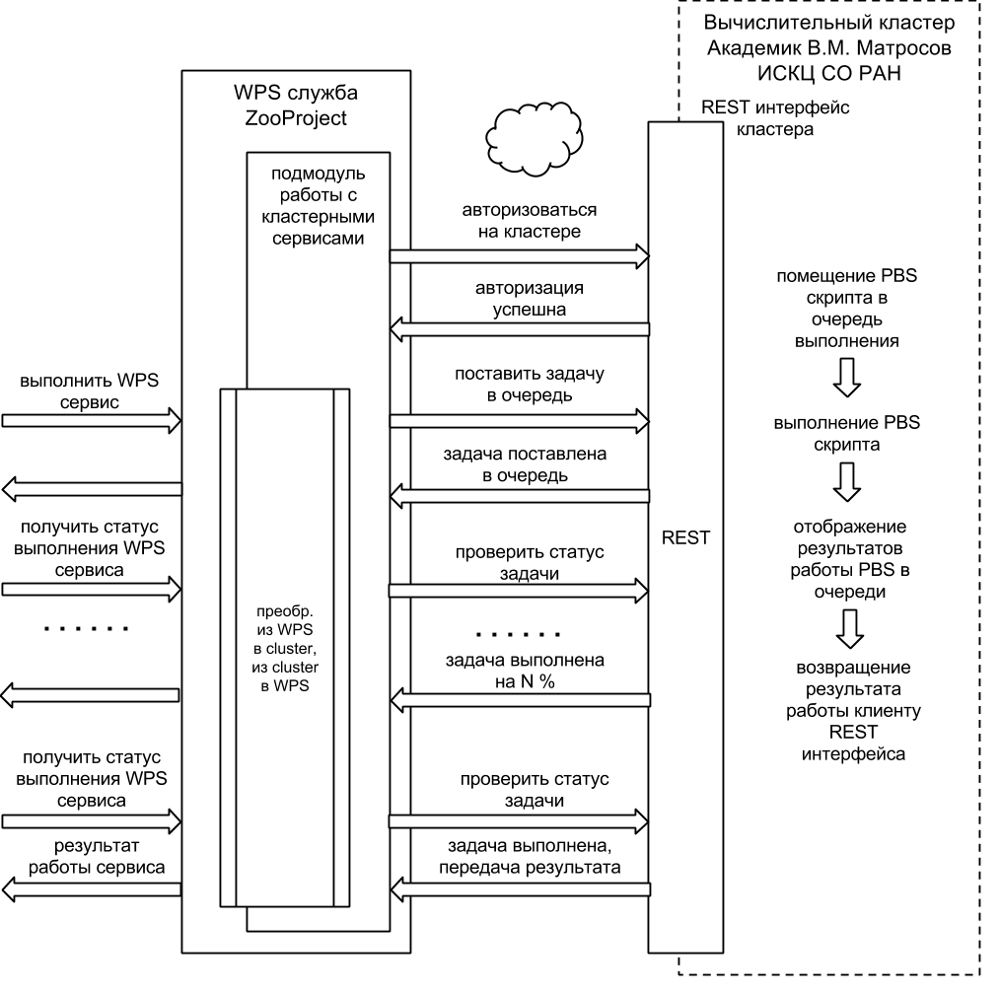 Вычислительный кластер
Академик В.М. Матросов
ИСКЦ СО РАН
REST интерфейс
кластера
WPS служба
ZooProject
подмодуль
работы с
кластерными
сервисами
авторизоваться
на кластере
авторизация
успешна
поставить задачу
в очередь
задача поставлена
в очередь
проверить статус
задачи
. . . . . .
задача выполнена
на N %
проверить статус
задачи
задача выполнена,
передача результата
выполнить WPS
сервис
получить статус
выполнения WPS
сервиса
. . . . . .
получить статус
выполнения WPS
сервиса
результат
работы сервиса
преобр.
из WPS
в cluster,
из cluster
в WPS
REST
помещение PBS
скрипта в
очередь
выполнения
выполнение PBS
скрипта
отображение
результатов
работы PBS в
очереди
возвращение
результата
работы клиенту
REST
интерфейса